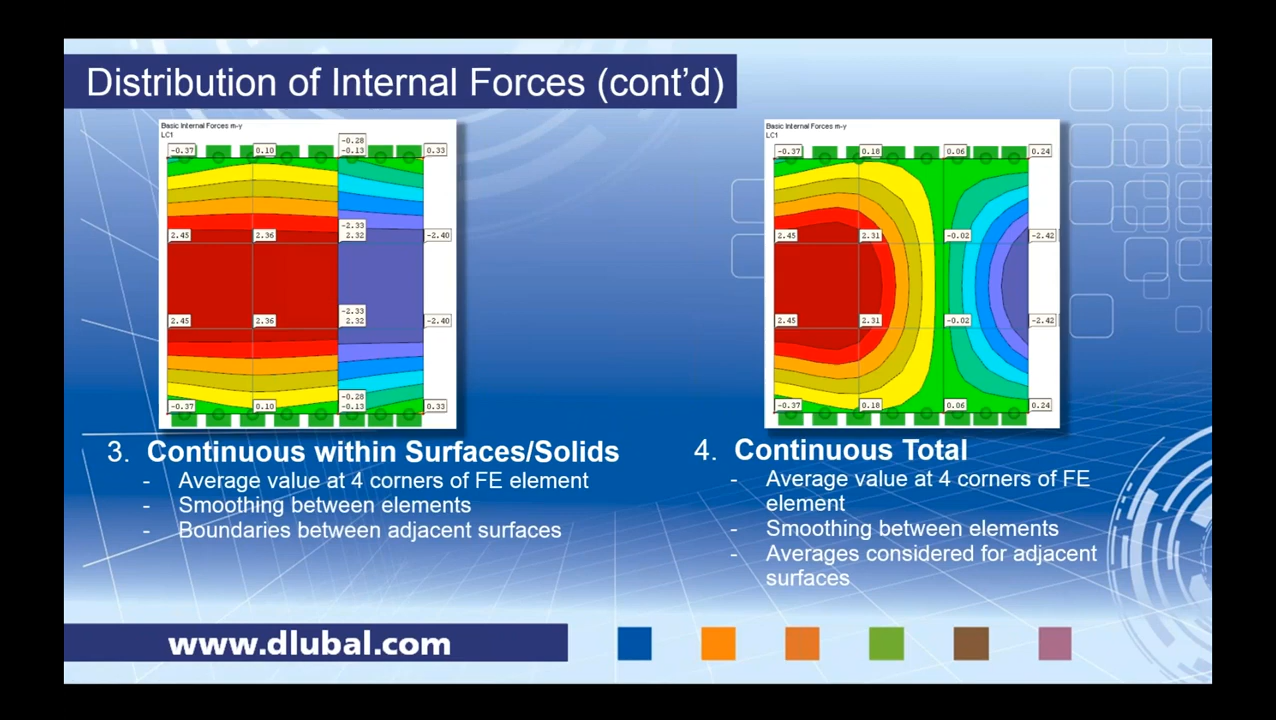 Distribution of Internal Forces (cont'd)
Basic Internal Forces m-y
LC1
-0.37
0.10
-0.28
-0.13
0.33
2.45
2.36
-2.33
2.32
-2.40
2.45
2.36
-2.33
2.32
-2.40
-0.37
0.10
-0.28
-0.13
0.33
3. Continuous within Surfaces/Solids
- Average value at 4 corners of FE element
- Smoothing between elements
- Boundaries between adjacent surfaces
Basic Internal Forces m-y
LC1
-0.37
0.18
0.06
0.24
2.45
2.31
-0.02
-2.42
2.45
2.31
-0.02
-2.42
-0.37
0.18
0.06
0.24
4. Continuous Total
- Average value at 4 corners of FE
element
- Smoothing between elements
- Averages considered for adjacent
surfaces
www.dlubal.com